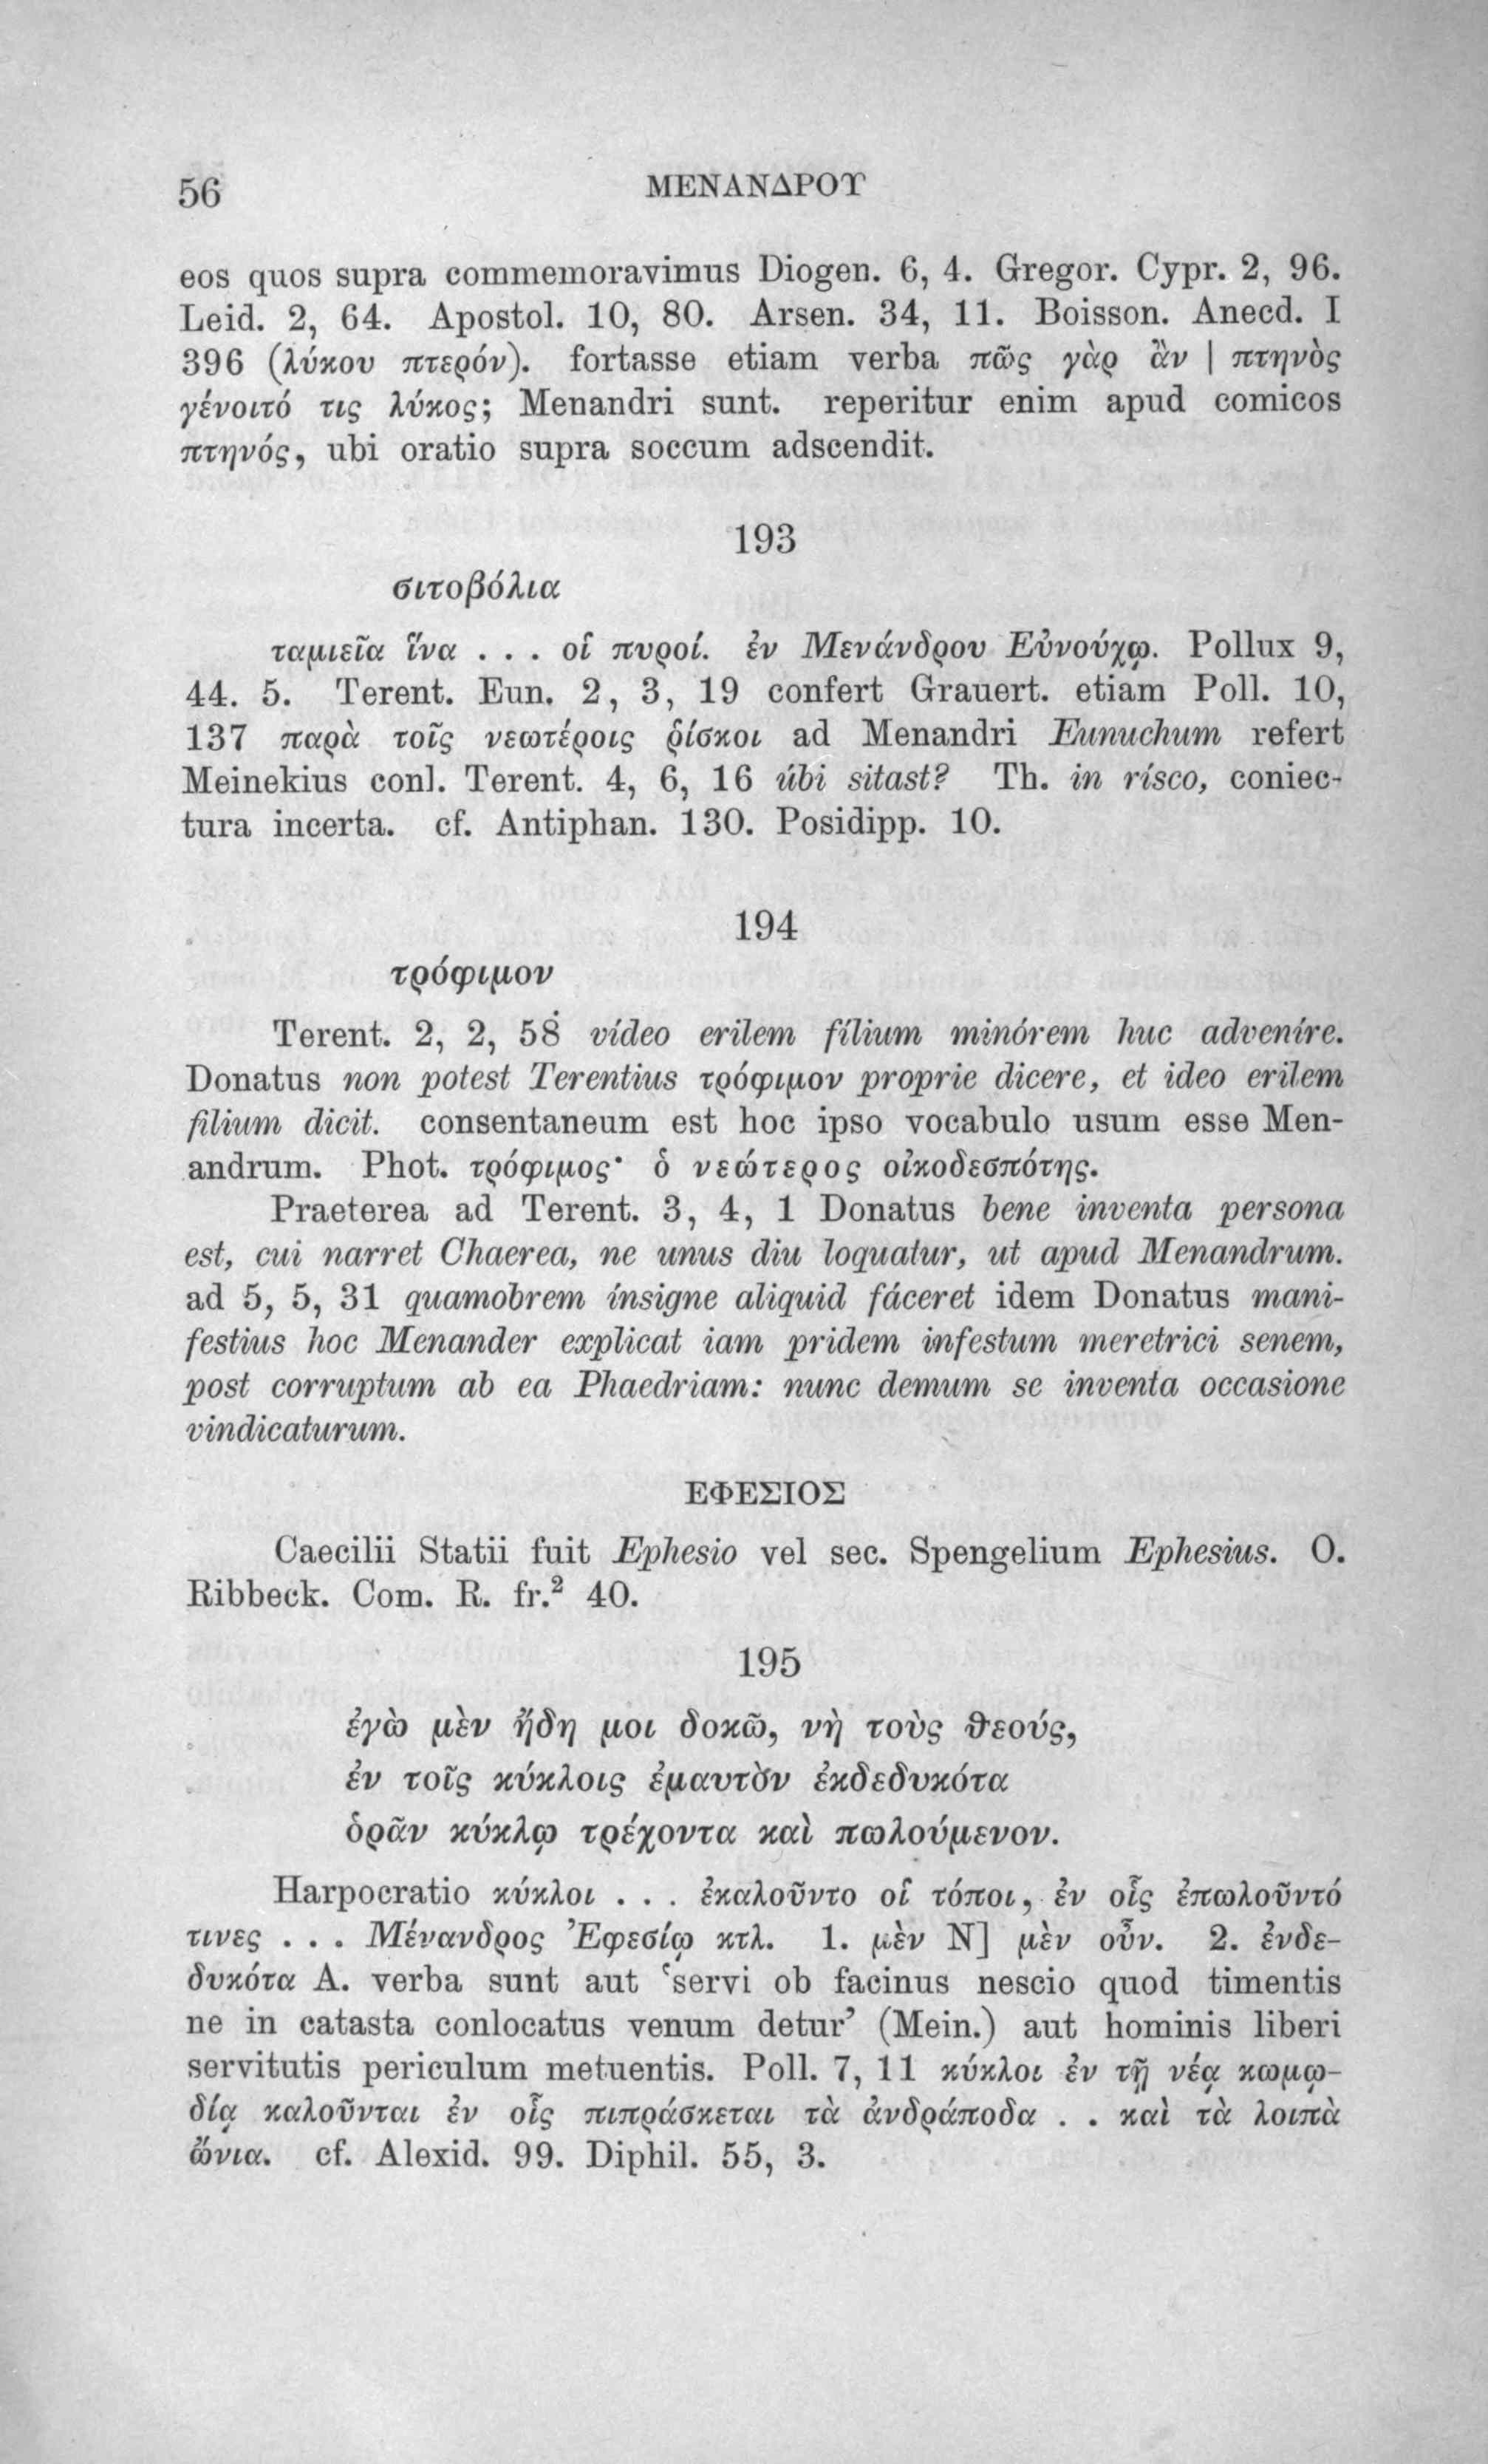 56
ΜΕΝΑΝΔΡΟΥ
eos quos supra commemoravimus Diogen. 6, 4. Gregor. Cypr. 2, 96.
Leid. 2, 64. Apostol. 10, 80. Arsen. 34, 11. Boisson. Anecd. I
396 (λύκου πτερόν). fortasse etiam verba πῶς γὰρ ἂν | πτηνὸς
γένοιτό τις λύκος; Menandri sunt. reperitur enim apud comicos
πτηνός, ubi oratio supra soccum adscendit.
193
σιτοβόλια
ταμιεῖα ἵνα . . . οἱ πυροί. ἐν Μενάνδρου Εὐνούχῳ. Pollux 9,
44. 5. Terent. Eun. 2, 3, 19 confert Grauert. etiam Poll. 10,
137 παρὰ τοῖς νεωτέροις ῥίσκοι ad Menandri Eunuchum refert
Meinekius conl. Terent. 4, 6, 16 úbi sitast? Th. in rísco, coniec-
tura incerta. cf. Antiphan. 130. Posidipp. 10.
194
τρόφιμον
Terent. 2, 2, 58 vídeo erilem fílium minórem huc adveníre.
Donatus non potest Terentius τρόφιμον proprie dicere, et ideo erilem
filium dicit. consentaneum est hoc ipso vocabulo usum esse Men-
andrum. Phot. τρόφιμος· ὁ νεώτερος οἰκοδεσπότης.
Praeterea ad Terent. 3, 4, 1 Donatus bene inventa persona
est, cui narret Chaerea, ne unus diu loquatur, ut apud Menandrum.
ad 5, 5, 31 quamobrem ínsigne aliquid fáceret idem Donatus mani-
festius hoc Menander explicat iam pridem infestum meretrici senem,
post corruptum ab ea Phaedriam: nunc demum se inventa occasione
vindicaturum.
ΕΦΕΣΙΟΣ
Caecilii Statii fuit Ephesio vel sec. Spengelium Ephesius. O.
Ribbeck. Com. R. fr.² 40.
195
ἐγὼ μὲν ἤδη μοι δοκῶ, νὴ τοὺς θεούς,
ἐν τοῖς κύκλοις ἐμαυτὸν ἐκδεδυκότα
ὁρᾶν κύκλῳ τρέχοντα καὶ πωλούμενον.
Harpocratio κύκλοι . . . ἐκαλοῦντο οἱ τόποι, ἐν οἷς ἐπωλοῦντό
τινες . . . Μένανδρος Ἐφεσίῳ κτλ. 1. μὲν N] μὲν οὖν. 2. ἐνδε-
δυκότα A. verba sunt aut ‘servi ob facinus nescio quod timentis
ne in catasta conlocatus venum detur’ (Mein.) aut hominis liberi
servitutis periculum metuentis. Poll. 7, 11 κύκλοι ἐν τῇ νέᾳ κωμῳ-
δίᾳ καλοῦνται ἐν οἷς πιπράσκεται τὰ ἀνδράποδα . . καὶ τὰ λοιπὰ
ὤνια. cf. Alexid. 99. Diphil. 55, 3.